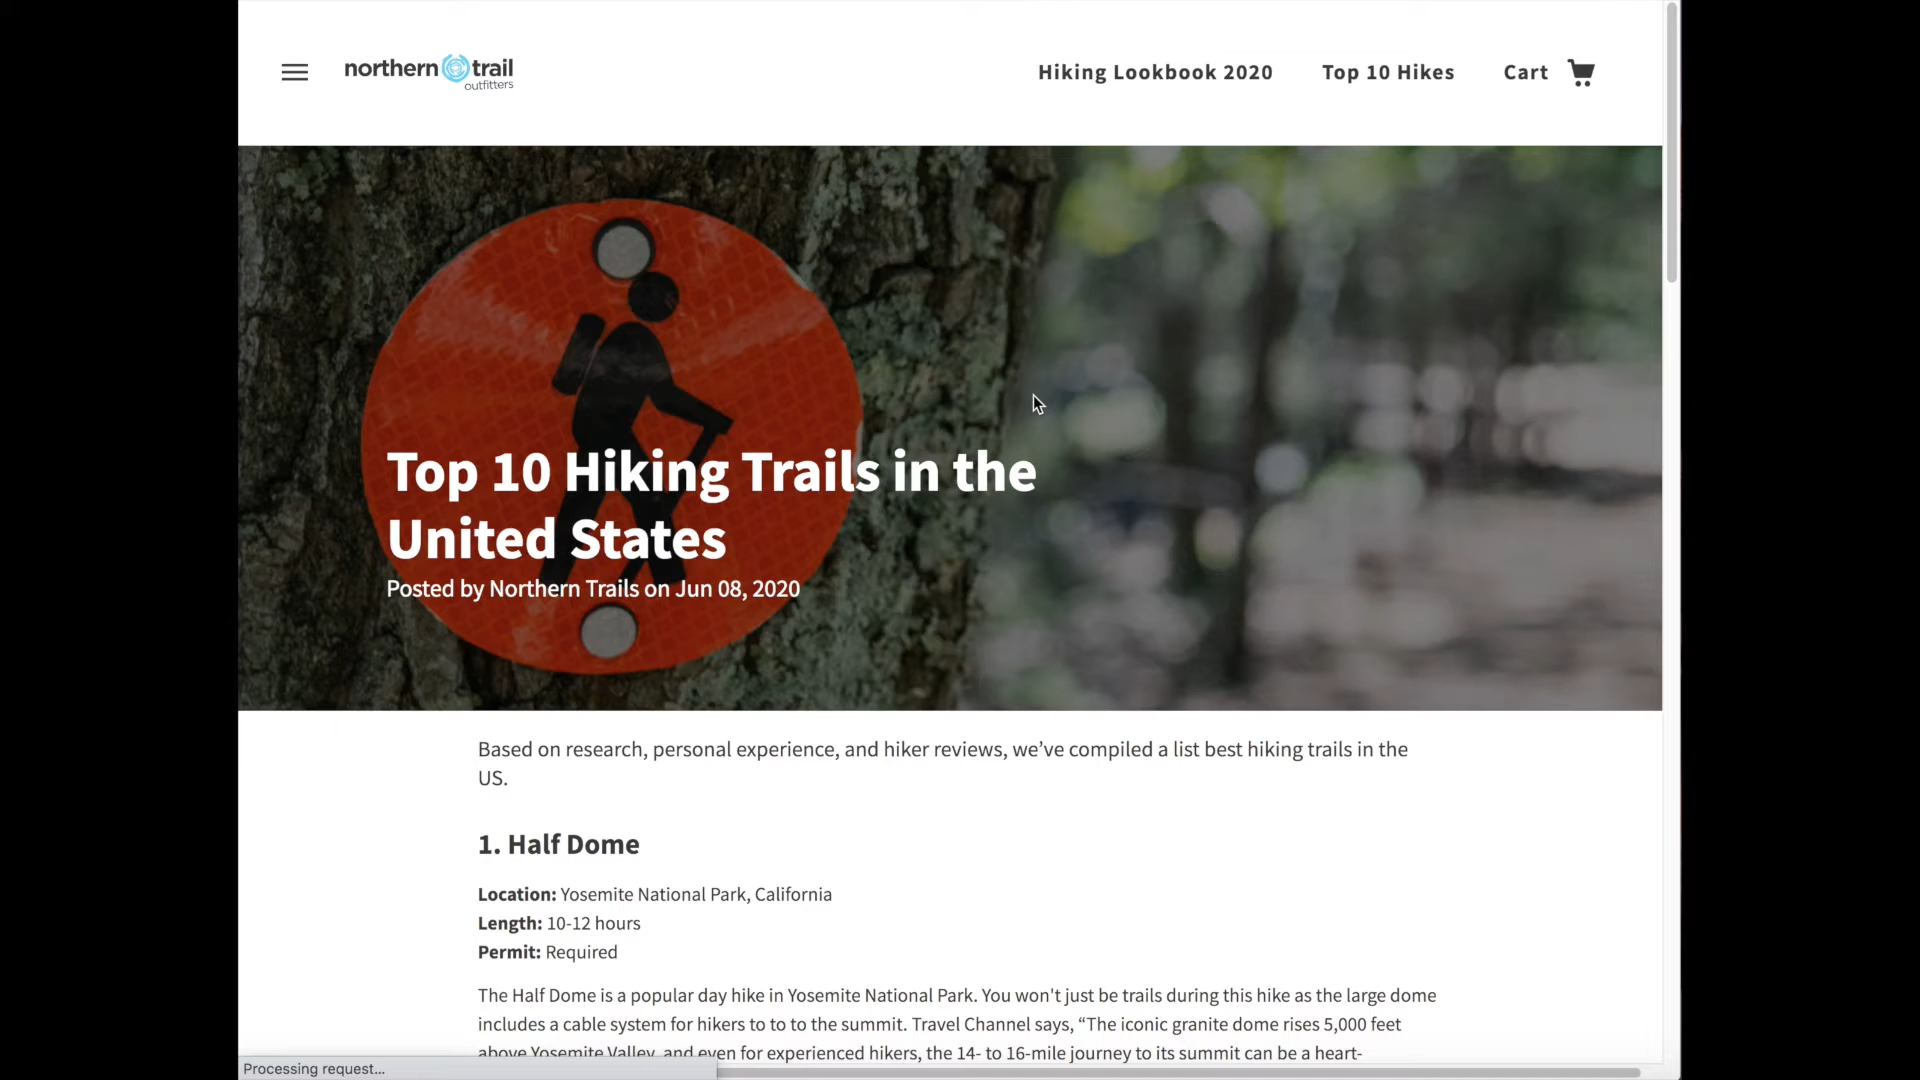 northern trail
outfitters
Hiking Lookbook 2020
Top 10 Hikes
Cart
Top 10 Hiking Trails in the
United States
Posted by Northern Trails on Jun 08, 2020
Based on research, personal experience, and hiker reviews, we’ve compiled a list best hiking trails in the
US.
1. Half Dome
Location: Yosemite National Park, California
Length: 10-12 hours
Permit: Required
The Half Dome is a popular day hike in Yosemite National Park. You won't just be trails during this hike as the large dome
includes a cable system for hikers to to to the summit. Travel Channel says, “The iconic granite dome rises 5,000 feet
above Yosemite Valley, and even for experienced hikers, the 14- to 16-mile journey to its summit can be a heart-
Processing request...